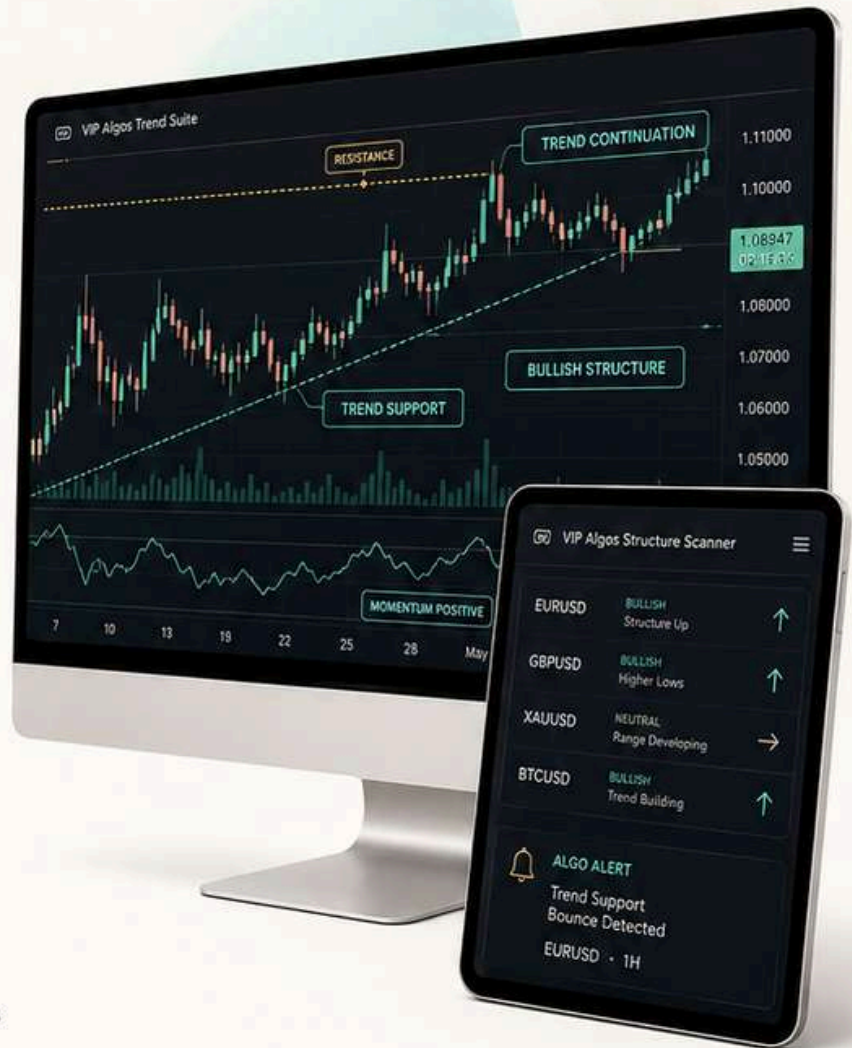 VIP Algos Trend Suite
RESISTANCE
TREND CONTINUATION
1.11000
1.10000
1.08947
1.08000
1.07000
1.06000
1.05000
BULLISH STRUCTURE
TREND SUPPORT
MOMENTUM POSITIVE
7 10 13 19 22 25 28 May
VIP Algos Structure Scanner
EURUSD
BULLISH
Structure Up
GBPUSD
BULLISH
Higher Lows
XAUUSD
NEUTRAL
Range Developing
BTCUSD
BULLISH
Trend Building
ALGO ALERT
Trend Support
Bounce Detected
EURUSD · 1H